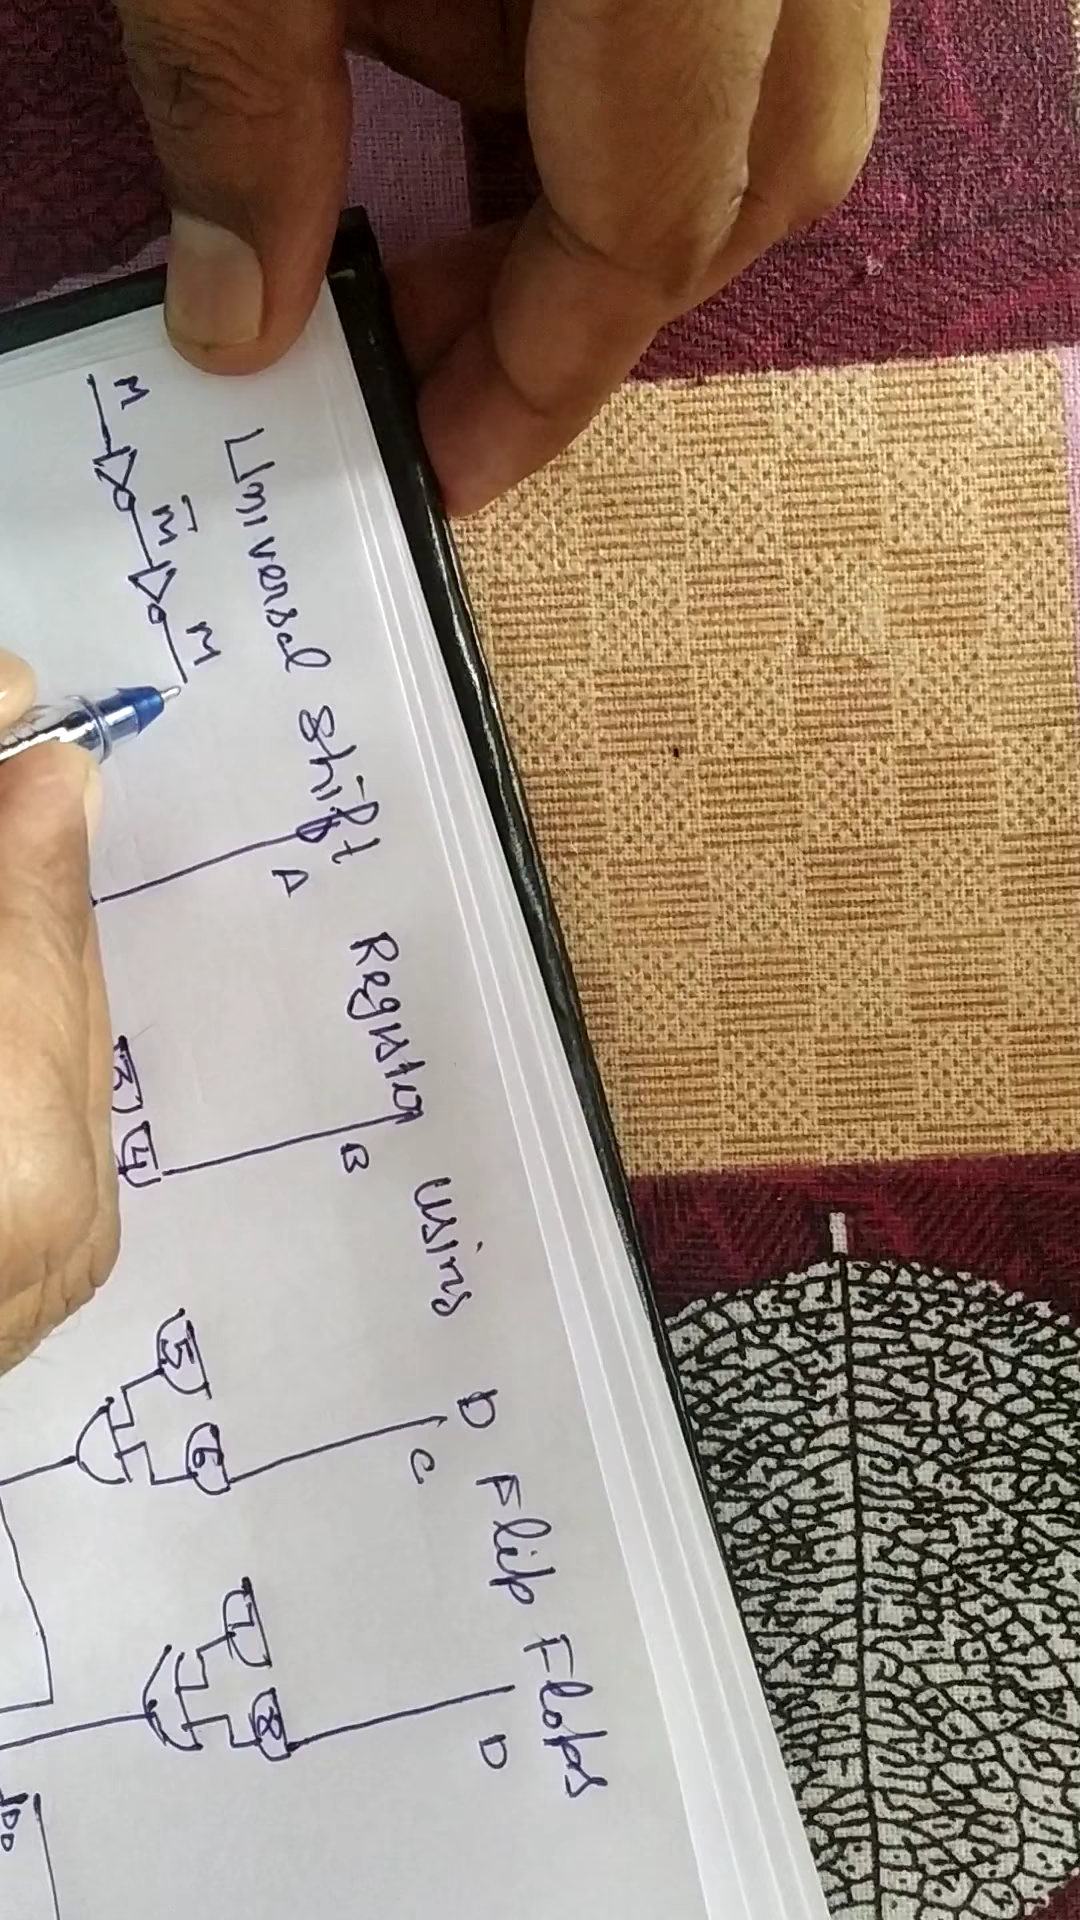 Universal Shift Register using D Flip Flops
M M̅ M
A B C D
3 4 5 6 7 8